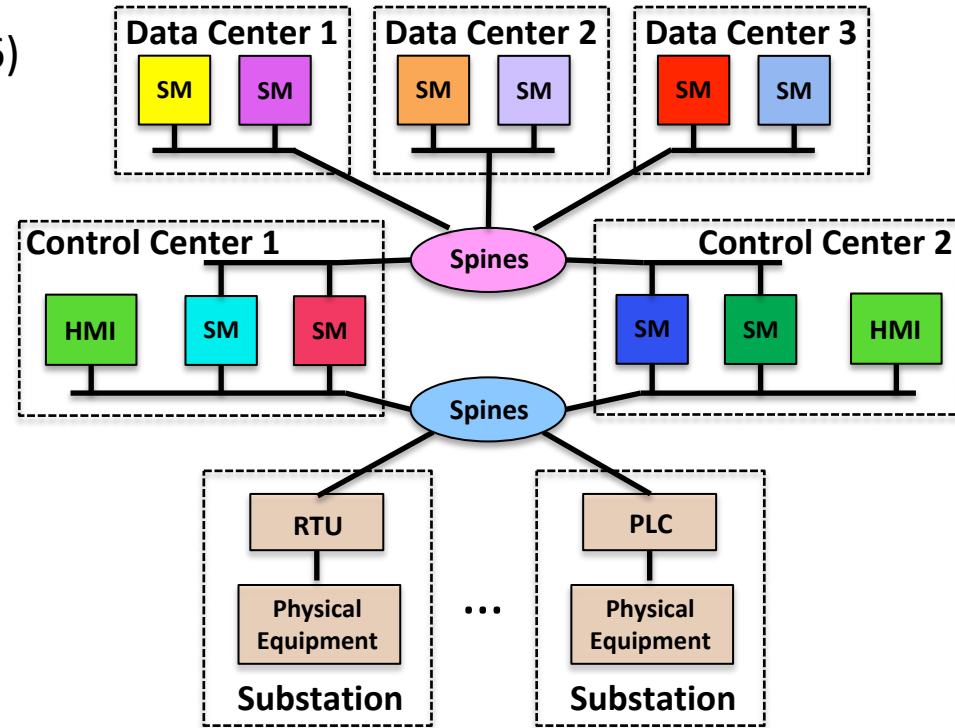 5)
Data Center 1
Data Center 2
Data Center 3
SM
SM
SM
SM
SM
SM
Control Center 1
Spines
Control Center 2
HMI
SM
SM
SM
SM
HMI
Spines
RTU
PLC
Physical
Equipment
...
Physical
Equipment
Substation
Substation